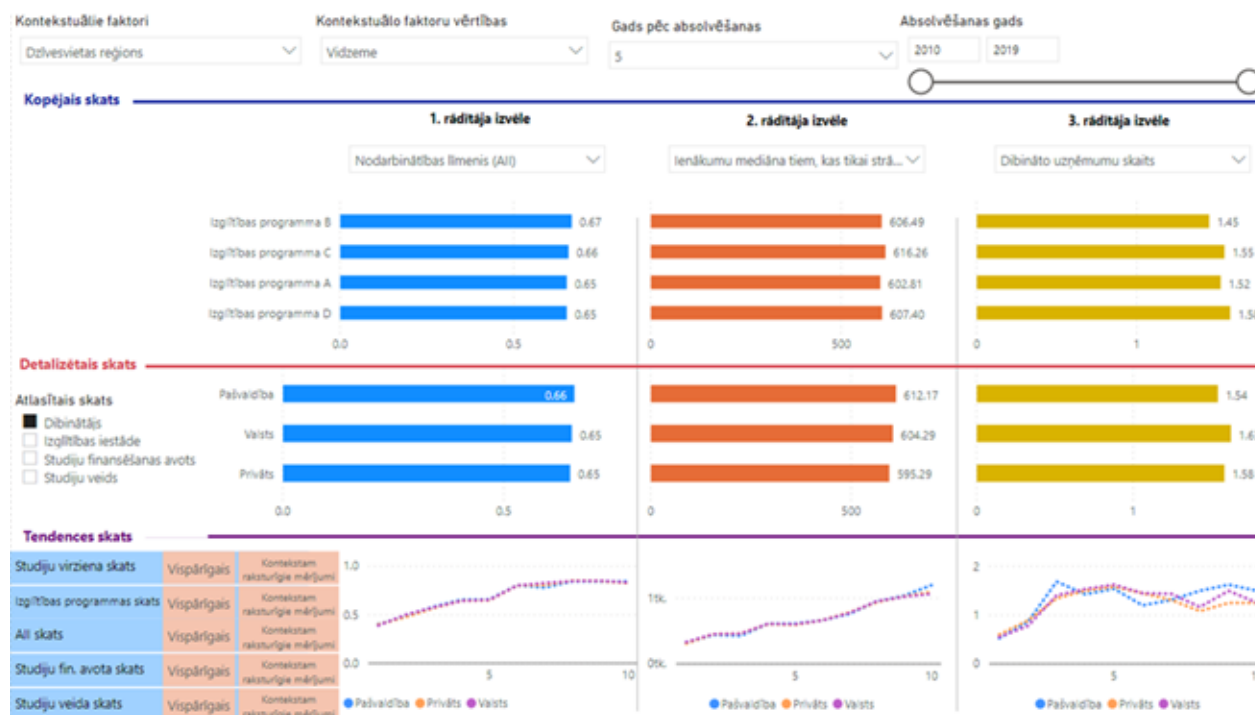 Kontekstuālie faktori
Kontekstuālo faktoru vērtības
Gads pēc absolvēšanas
Absolvēšanas gads
Dzīvesvietas reģions
Vidzeme
5
2010
2019
Kopējais skats
1. rādītāja izvēle
2. rādītāja izvēle
3. rādītāja izvēle
Nodarbinātības līmenis (All)
Ienākumu mediāna tiem, kas tikai strā...
Dibināto uzņēmumu skaits
Izglītības programma B
0.67
606.49
1.45
Izglītības programma C
0.66
616.26
1.55
Izglītības programma A
0.65
602.81
1.52
Izglītības programma D
0.65
607.40
1.58
0.0
0.5
0
500
0
1
Detalizētais skats
Atlasītais skats
Dibinātājs
Izglītības iestāde
Studiju finansēšanas avots
Studiju veids
Pašvaldība
0.66
612.17
1.54
Valsts
0.65
604.29
1.6
Privāts
0.65
595.29
1.58
0.0
0.5
0
500
0
1
Tendences skats
Studiju virziena skats
Vispārīgais
Kontekstam
raksturīgie mērījumi
Izglītības programmas skats
Vispārīgais
Kontekstam
raksturīgie mērījumi
All skats
Vispārīgais
Kontekstam
raksturīgie mērījumi
Studiju fin. avota skats
Vispārīgais
Kontekstam
raksturīgie mērījumi
Studiju veida skats
Vispārīgais
Kontekstam
raksturīgie mērījumi
1.0
0.5
0.0
5
10
Pašvaldība
Privāts
Valsts
1tk.
0tk.
5
10
Pašvaldība
Privāts
Valsts
2
1
0
5
1
Pašvaldība
Privāts
Valsts